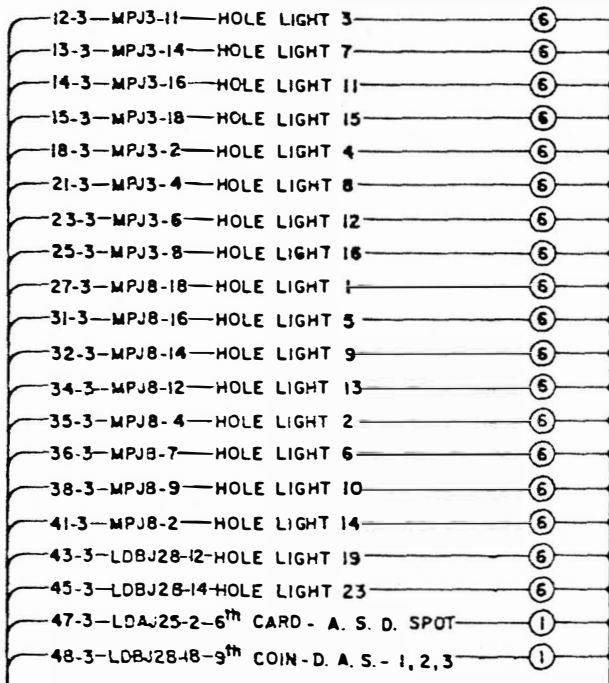 12-3-MPJ3-11-HOLE LIGHT 3 6
13-3-MPJ3-14-HOLE LIGHT 7 6
14-3-MPJ3-16-HOLE LIGHT 11 6
15-3-MPJ3-18-HOLE LIGHT 15 6
18-3-MPJ3-2-HOLE LIGHT 4 6
21-3-MPJ3-4-HOLE LIGHT 8 6
23-3-MPJ3-6-HOLE LIGHT 12 6
25-3-MPJ3-8-HOLE LIGHT 16 6
27-3-MPJ8-18-HOLE LIGHT 1 6
31-3-MPJ8-16-HOLE LIGHT 5 6
32-3-MPJ8-14-HOLE LIGHT 9 6
34-3-MPJ8-12-HOLE LIGHT 13 6
35-3-MPJ8-4-HOLE LIGHT 2 6
36-3-MPJ8-7-HOLE LIGHT 6 6
38-3-MPJ8-9-HOLE LIGHT 10 6
41-3-MPJ8-2-HOLE LIGHT 14 6
43-3-LDBJ28-12-HOLE LIGHT 19 6
45-3-LDBJ28-14-HOLE LIGHT 23 6
47-3-LDAJ25-2-6th CARD - A. S. D. SPOT 1
48-3-LDBJ28-18-9th COIN - D. A. S. - 1, 2, 3 1